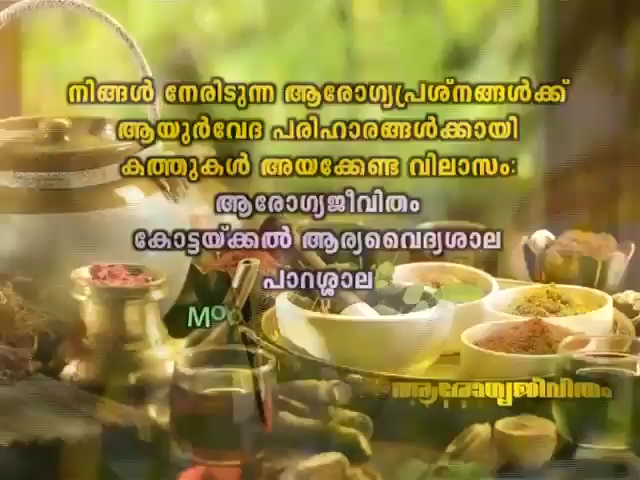 നിങ്ങൾ നേരിടുന്ന ആരോഗ്യപ്രശ്നങ്ങൾക്ക്
ആയുർവേദ പരിഹാരങ്ങൾക്കായി
കത്തുകൾ അയക്കേണ്ട വിലാസം:
ആരോഗ്യജീവിതം
കോട്ടയ്ക്കൽ ആര്യവൈദ്യശാല
പാറശ്ശാല
ആരോഗ്യജീവിതം